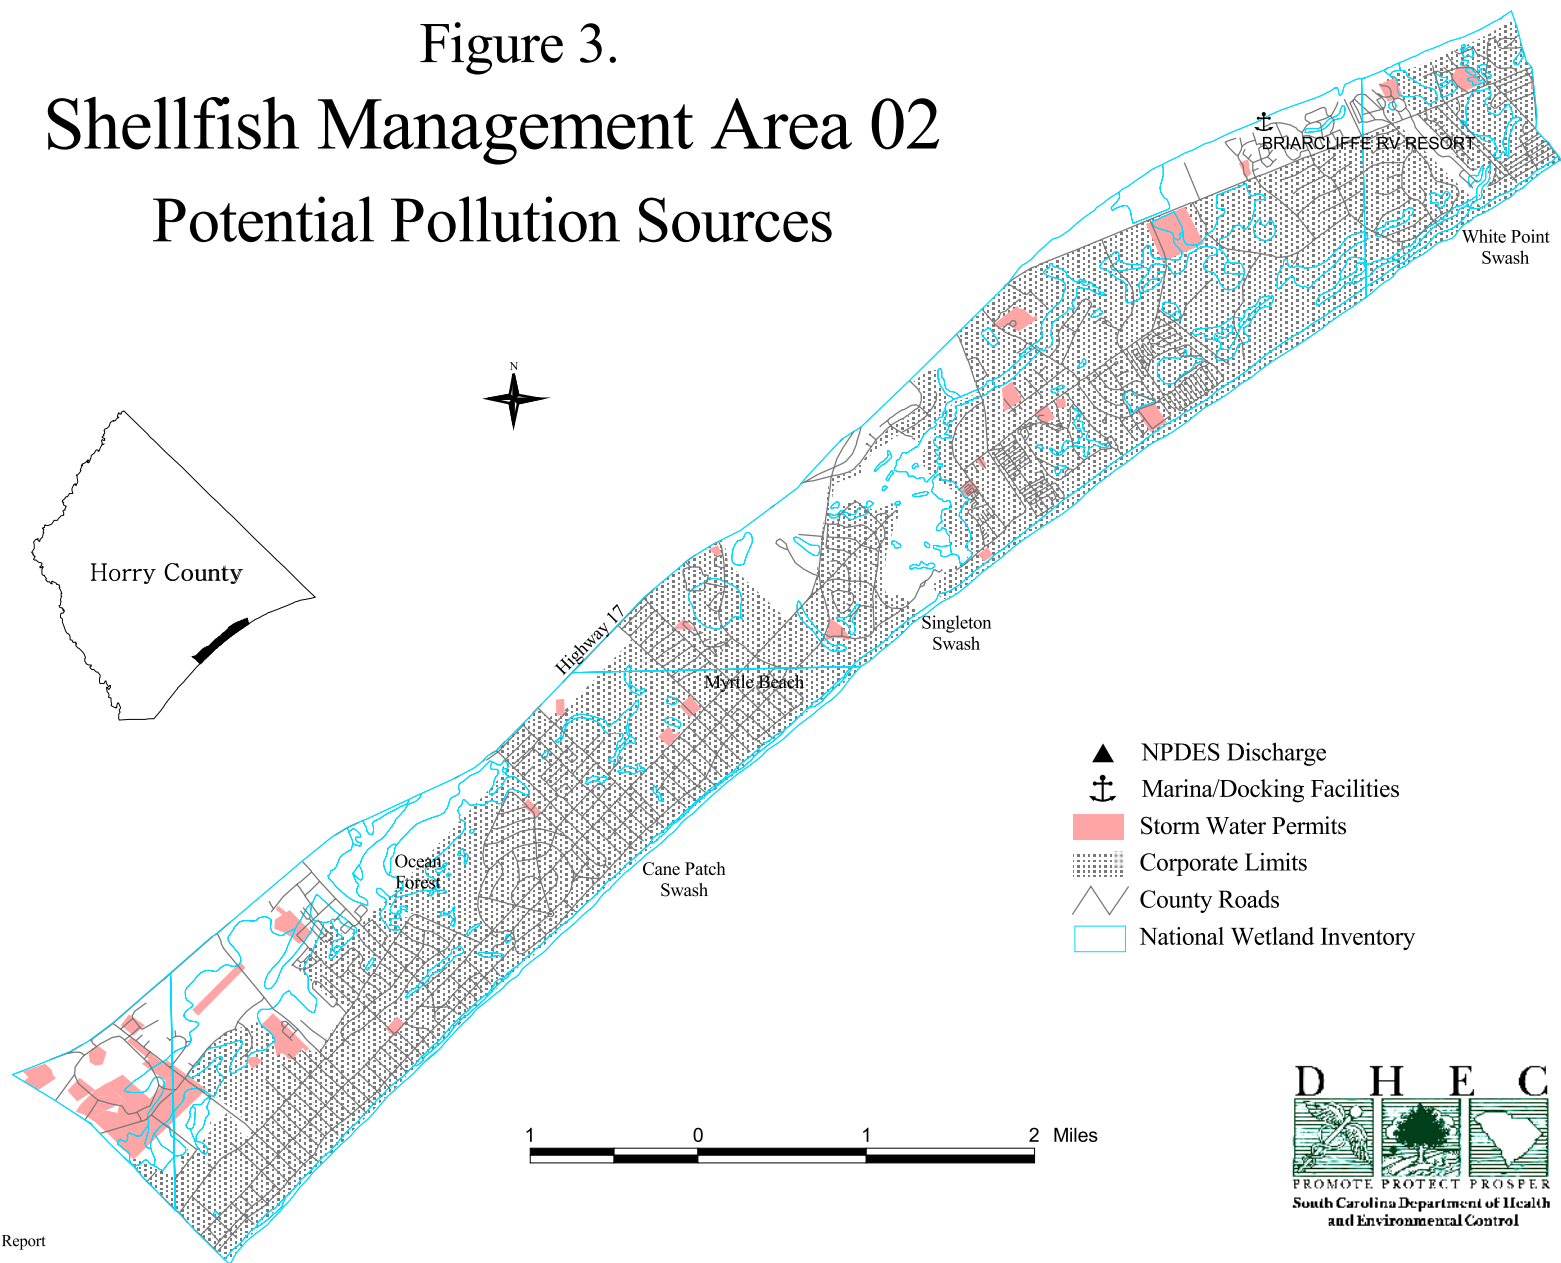 Figure 3.
Shellfish Management Area 02
Potential Pollution Sources
BRIARCLIFFE RV RESORT
White Point
Swash
N
Horry County
Highway 17
Singleton
Swash
Myrtle Beach
Ocean
Forest
Cane Patch
Swash
NPDES Discharge
Marina/Docking Facilities
Storm Water Permits
Corporate Limits
County Roads
National Wetland Inventory
1 0 1 2 Miles
D H E C
PROMOTE PROTECT PROSPER
South Carolina Department of Health
and Environmental Control
Report